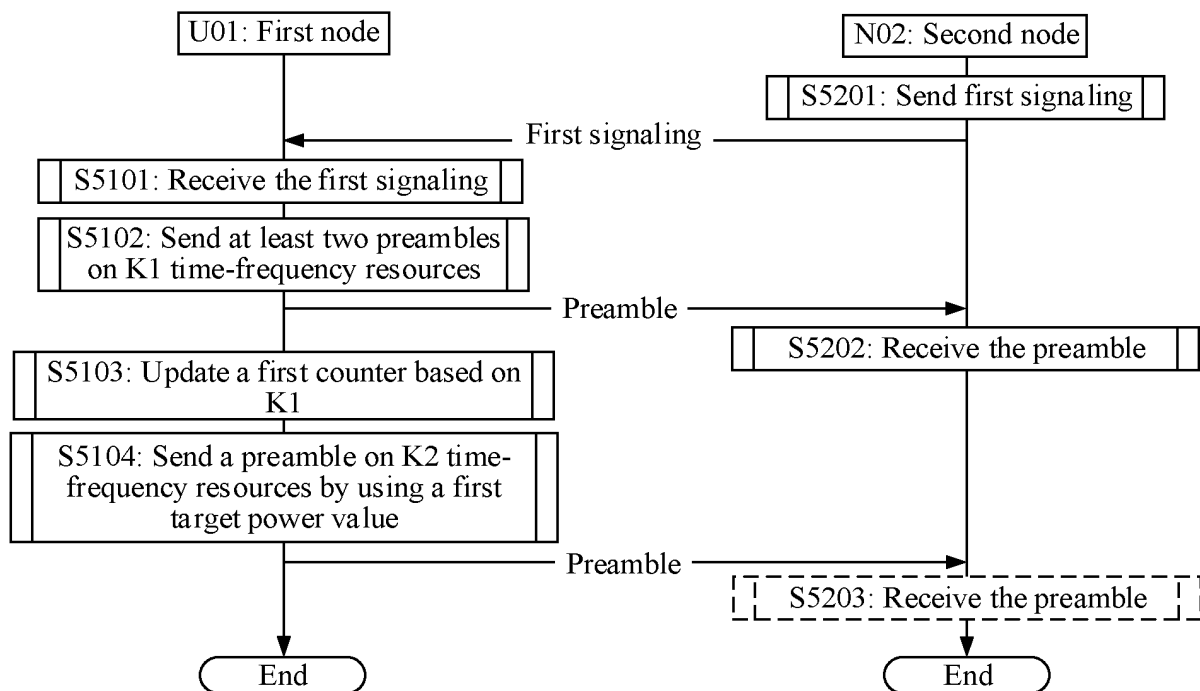 U01: First node
N02: Second node
S5201: Send first signaling
First signaling
S5101: Receive the first signaling
S5102: Send at least two preambles
on K1 time-frequency resources
Preamble
S5202: Receive the preamble
S5103: Update a first counter based on
K1
S5104: Send a preamble on K2 time-
frequency resources by using a first
target power value
Preamble
S5203: Receive the preamble
End
End